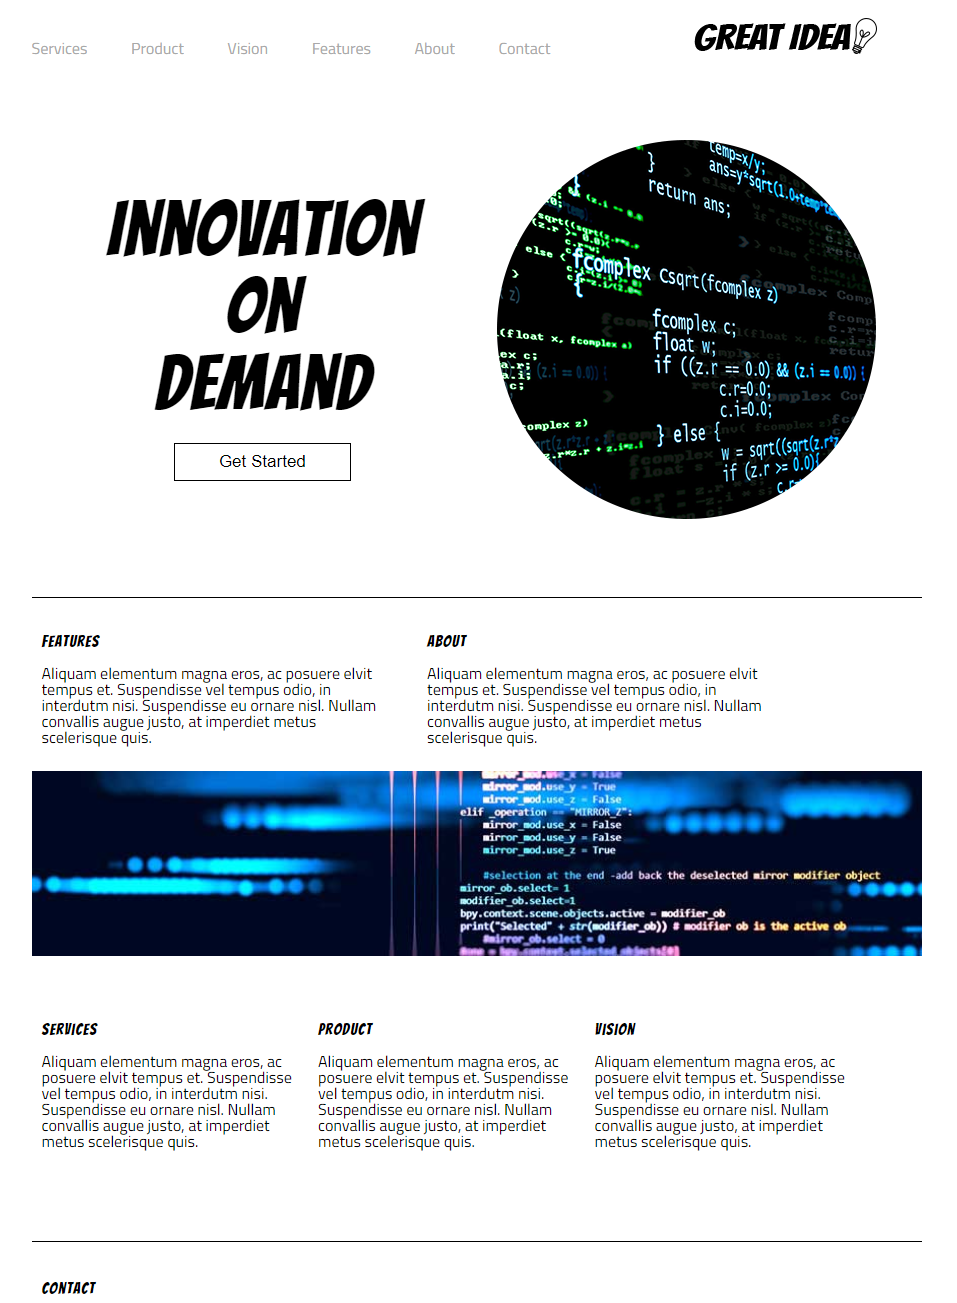 Services Product Vision Features About Contact
GREAT IDEA
INNOVATION
ON
DEMAND
Get Started
temp=x/y;
}
return ans;
else <
fcomplex Csqrt(fcomplex z)
{
fcomplex c;
float w;
if ((z.r == 0.0) && (z.i == 0.0)) {
c.r=0.0;
c.i=0.0;
} else {
w = sqrt((sqrt(z.r*z
if (z.r >= 0.0){
FEATURES
Aliquam elementum magna eros, ac posuere elvit
tempus et. Suspendisse vel tempus odio, in
interdutm nisi. Suspendisse eu ornare nisl. Nullam
convallis augue justo, at imperdiet metus
scelerisque quis.
ABOUT
Aliquam elementum magna eros, ac posuere elvit
tempus et. Suspendisse vel tempus odio, in
interdutm nisi. Suspendisse eu ornare nisl. Nullam
convallis augue justo, at imperdiet metus
scelerisque quis.
mirror_mod.use_x = False
mirror_mod.use_y = True
mirror_mod.use_z = False
elif _operation == "MIRROR_Z":
mirror_mod.use_x = False
mirror_mod.use_y = False
mirror_mod.use_z = True
#selection at the end -add back the deselected mirror modifier object
mirror_ob.select= 1
modifier_ob.select=1
bpy.context.scene.objects.active = modifier_ob
print("Selected" + str(modifier_ob)) # modifier ob is the active ob
#mirror_ob.select = 0
SERVICES
Aliquam elementum magna eros, ac
posuere elvit tempus et. Suspendisse
vel tempus odio, in interdutm nisi.
Suspendisse eu ornare nisl. Nullam
convallis augue justo, at imperdiet
metus scelerisque quis.
PRODUCT
Aliquam elementum magna eros, ac
posuere elvit tempus et. Suspendisse
vel tempus odio, in interdutm nisi.
Suspendisse eu ornare nisl. Nullam
convallis augue justo, at imperdiet
metus scelerisque quis.
VISION
Aliquam elementum magna eros, ac
posuere elvit tempus et. Suspendisse
vel tempus odio, in interdutm nisi.
Suspendisse eu ornare nisl. Nullam
convallis augue justo, at imperdiet
metus scelerisque quis.
CONTACT